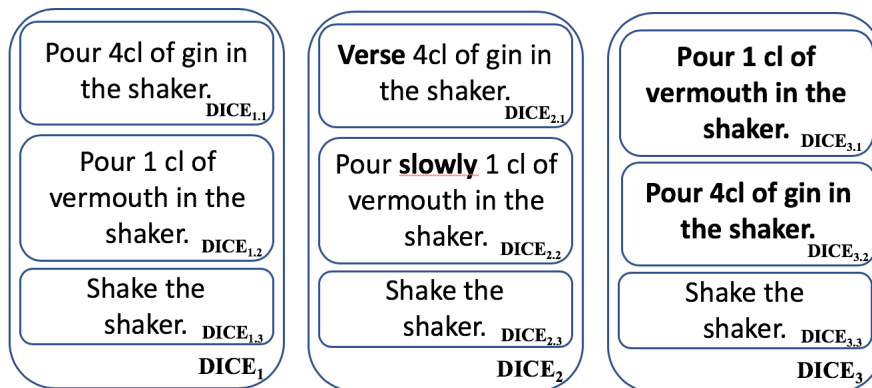 Pour 4cl of gin in
the shaker.
DICE1.1
Pour 1 cl of
vermouth in the
shaker. DICE1.2
Shake the
shaker. DICE1.3
DICE1
Verse 4cl of gin in
the shaker.
DICE2.1
Pour slowly 1 cl of
vermouth in the
shaker. DICE2.2
Shake the
shaker. DICE2.3
DICE2
Pour 1 cl of
vermouth in the
shaker. DICE3.1
Pour 4cl of gin in
the shaker.
DICE3.2
Shake the
shaker. DICE3.3
DICE3